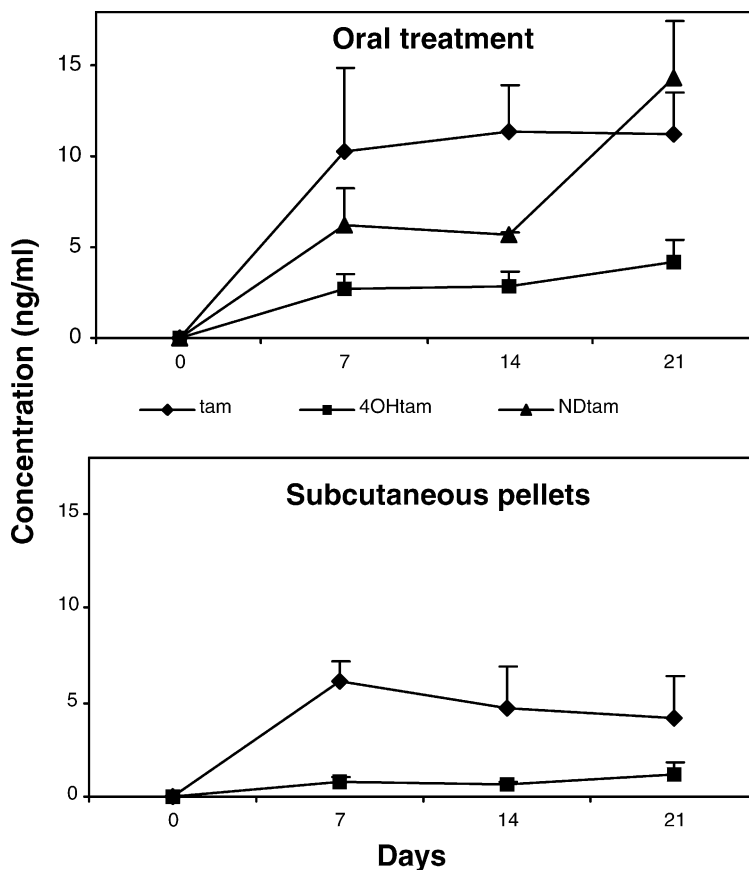 Oral treatment
15
10
5
0
0 7 14 21
tam 4OHtam NDtam
Concentration (ng/ml)
Subcutaneous pellets
15
10
5
0
0 7 14 21
Days